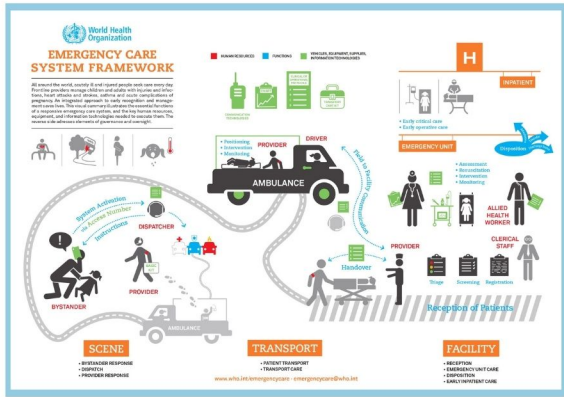 World Health
Organization
EMERGENCY CARE
SYSTEM FRAMEWORK
All around the world, acutely ill and injured people seek care every day.
Frontline providers manage children and adults with injuries and infec-
tions, heart attacks and strokes, asthma and acute complications of
pregnancy. An integrated approach to early recognition and manage-
ment saves lives. This visual summary illustrates the essential functions
of a responsive emergency care system, and the key human resources,
equipment, and information technologies needed to execute them. The
reverse side addresses elements of governance and oversight.
HUMAN RESOURCES
FUNCTIONS
VEHICLES, EQUIPMENT, SUPPLIES,
INFORMATION TECHNOLOGIES
H
INPATIENT
• Early critical care
• Early operative care
Disposition
EMERGENCY UNIT
• Assessment
• Resuscitation
• Intervention
• Monitoring
• Positioning
• Intervention
• Monitoring
PROVIDER
DRIVER
AMBULANCE
Field to Facility Communication
System Activation
via Access Number
Instructions
DISPATCHER
BYSTANDER
PROVIDER
AMBULANCE
ALLIED
HEALTH
WORKER
CLERICAL
STAFF
PROVIDER
Handover
Triage
Screening
Registration
Reception of Patients
SCENE
• BYSTANDER RESPONSE
• DISPATCH
• PROVIDER RESPONSE
TRANSPORT
• PATIENT TRANSPORT
• TRANSPORT CARE
FACILITY
• RECEPTION
• EMERGENCY UNIT CARE
• DISPOSITION
• EARLY INPATIENT CARE
www.who.int/emergencycare - emergencycare@who.int